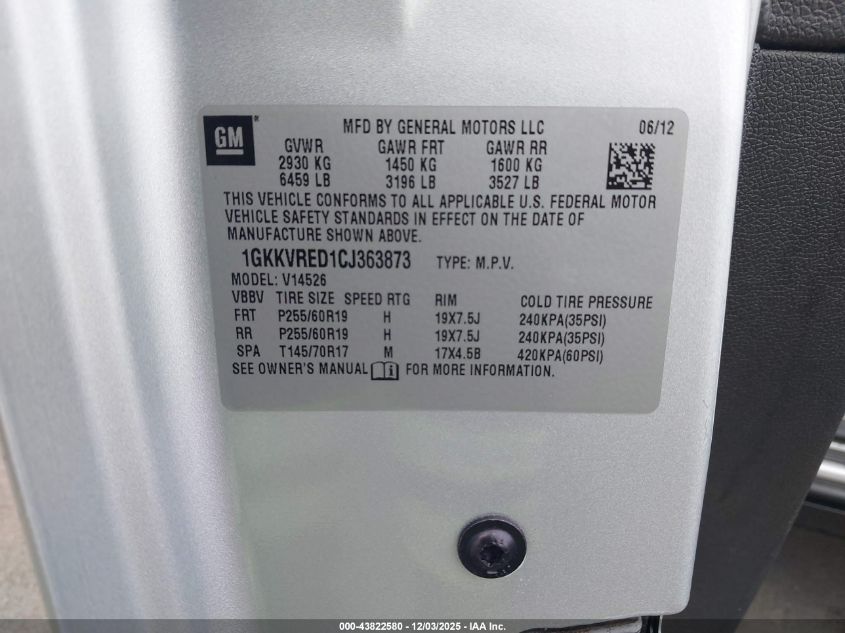 GM
MFD BY GENERAL MOTORS LLC 06/12
GVWR GAWR FRT GAWR RR
2930 KG 1450 KG 1600 KG
6459 LB 3196 LB 3527 LB
THIS VEHICLE CONFORMS TO ALL APPLICABLE U.S. FEDERAL MOTOR
VEHICLE SAFETY STANDARDS IN EFFECT ON THE DATE OF
MANUFACTURE SHOWN ABOVE.
1GKKVRED1CJ363873 TYPE: M.P.V.
MODEL: V14526
VBBV TIRE SIZE SPEED RTG RIM COLD TIRE PRESSURE
FRT P255/60R19 H 19X7.5J 240KPA(35PSI)
RR P255/60R19 H 19X7.5J 240KPA(35PSI)
SPA T145/70R17 M 17X4.5B 420KPA(60PSI)
SEE OWNER'S MANUAL i FOR MORE INFORMATION.
000-43822580 - 12/03/2025 - IAA Inc.